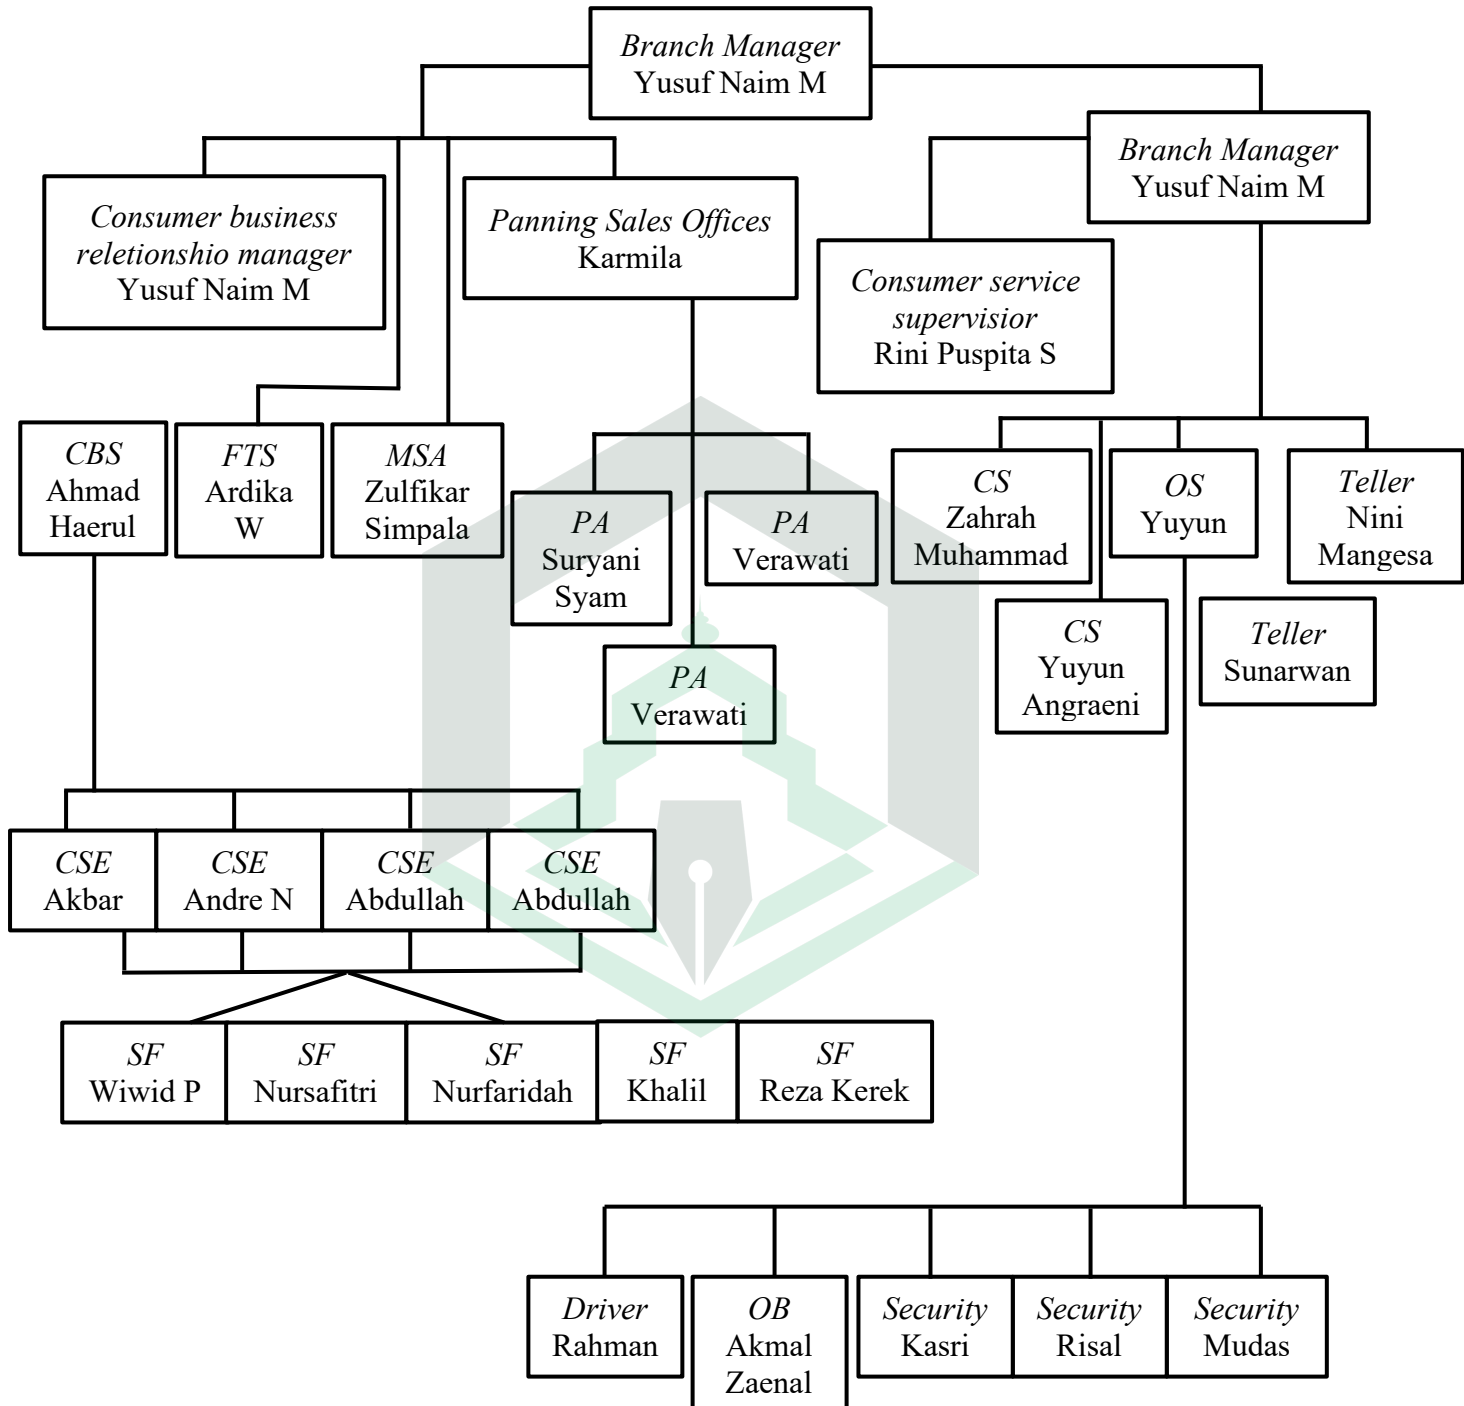 Branch Manager
Yusuf Naim M
Branch Manager
Yusuf Naim M
Consumer business
reletionshio manager
Yusuf Naim M
Panning Sales Offices
Karmila
Consumer service
supervisior
Rini Puspita S
CBS
Ahmad
Haerul
FTS
Ardika
W
MSA
Zulfikar
Simpala
PA
Suryani
Syam
PA
Verawati
PA
Verawati
CS
Zahrah
Muhammad
OS
Yuyun
Teller
Nini
Mangesa
CS
Yuyun
Angraeni
Teller
Sunarwan
CSE
Akbar
CSE
Andre N
CSE
Abdullah
CSE
Abdullah
SF
Wiwid P
SF
Nursafitri
SF
Nurfaridah
SF
Khalil
SF
Reza Kerek
Driver
Rahman
OB
Akmal
Zaenal
Security
Kasri
Security
Risal
Security
Mudas